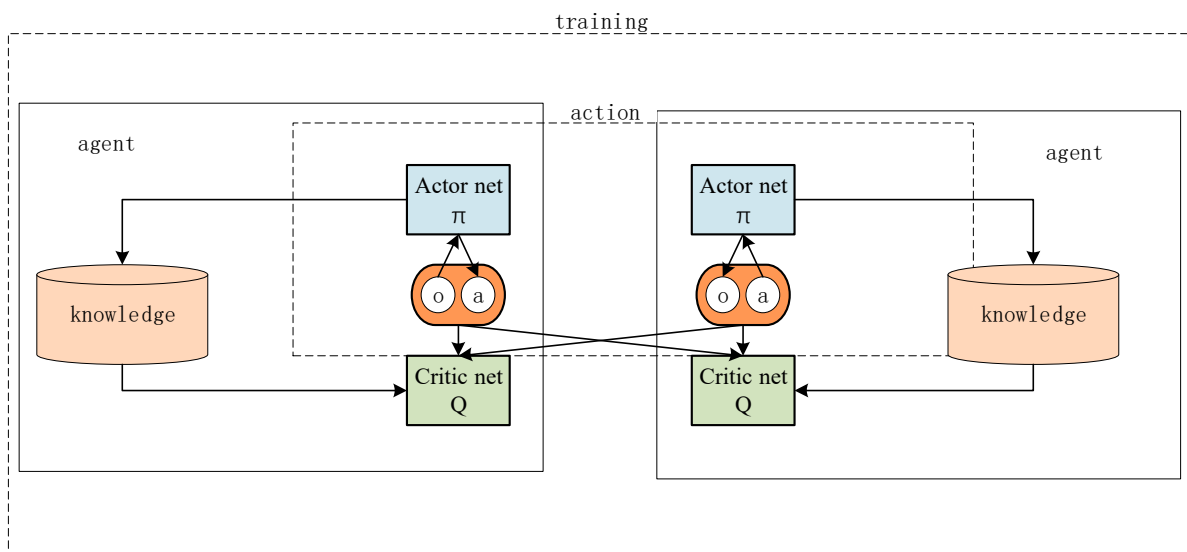 training
action
agent
agent
Actor net
π
Actor net
π
o a
o a
knowledge
knowledge
Critic net
Q
Critic net
Q